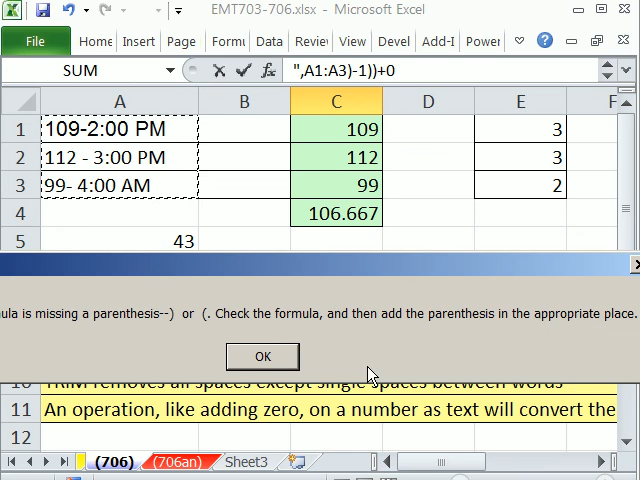 EMT703-706.xlsx - Microsoft Excel
File Home Insert Page Formu Data Revie View Devel Add-I Power
SUM fx ",A1:A3)-1))+0
A B C D E F
1 109-2:00 PM 109 3
2 112 - 3:00 PM 112 3
3 99- 4:00 AM 99 2
4 106.667
5 43
ula is missing a parenthesis--) or (. Check the formula, and then add the parenthesis in the appropriate place.
OK
10 TRIM removes all spaces except single spaces between words
11 An operation, like adding zero, on a number as text will convert the
12
(706) (706an) Sheet3